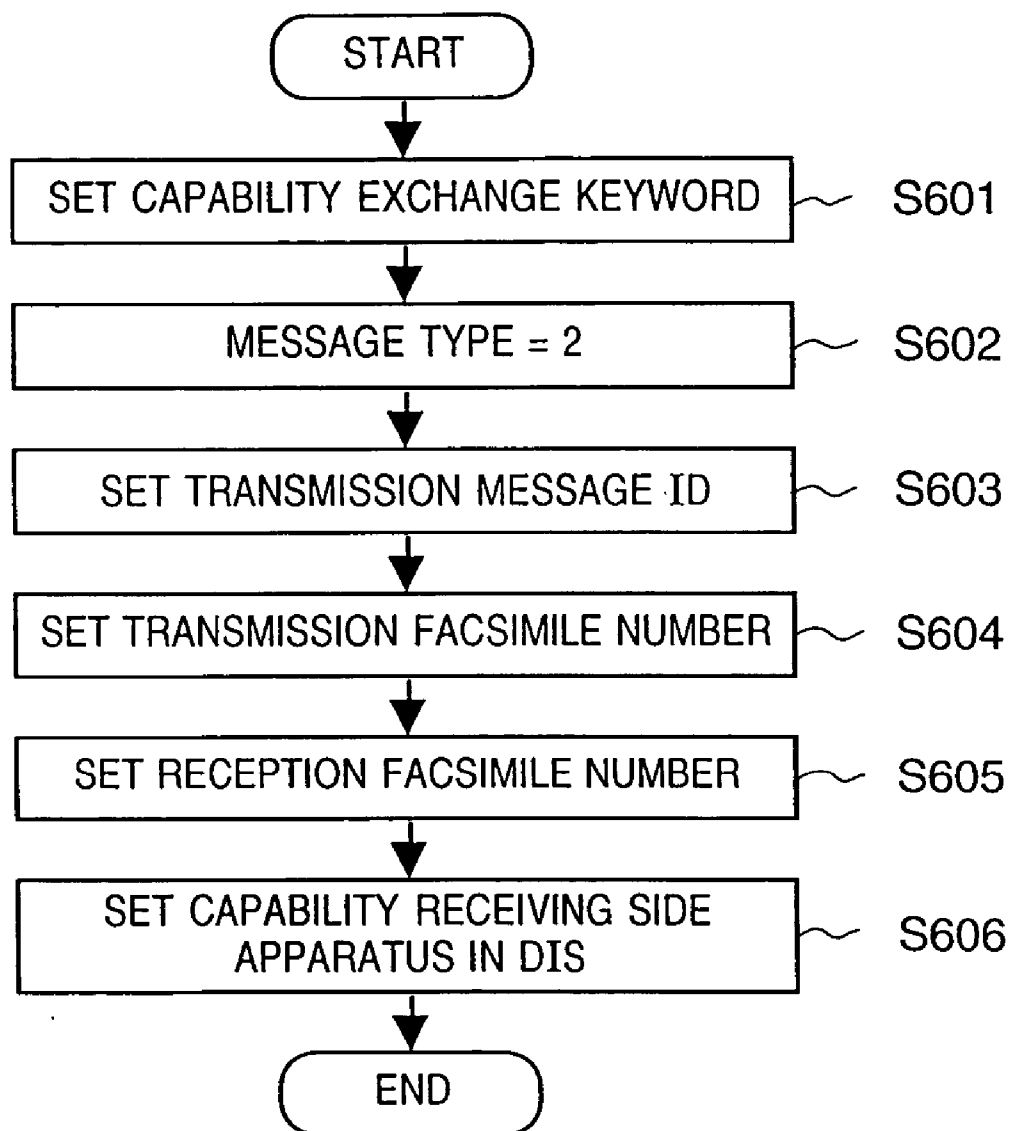 START
SET CAPABILITY EXCHANGE KEYWORD S601
MESSAGE TYPE = 2 S602
SET TRANSMISSION MESSAGE ID S603
SET TRANSMISSION FACSIMILE NUMBER S604
SET RECEPTION FACSIMILE NUMBER S605
SET CAPABILITY RECEIVING SIDE
APPARATUS IN DIS S606
END